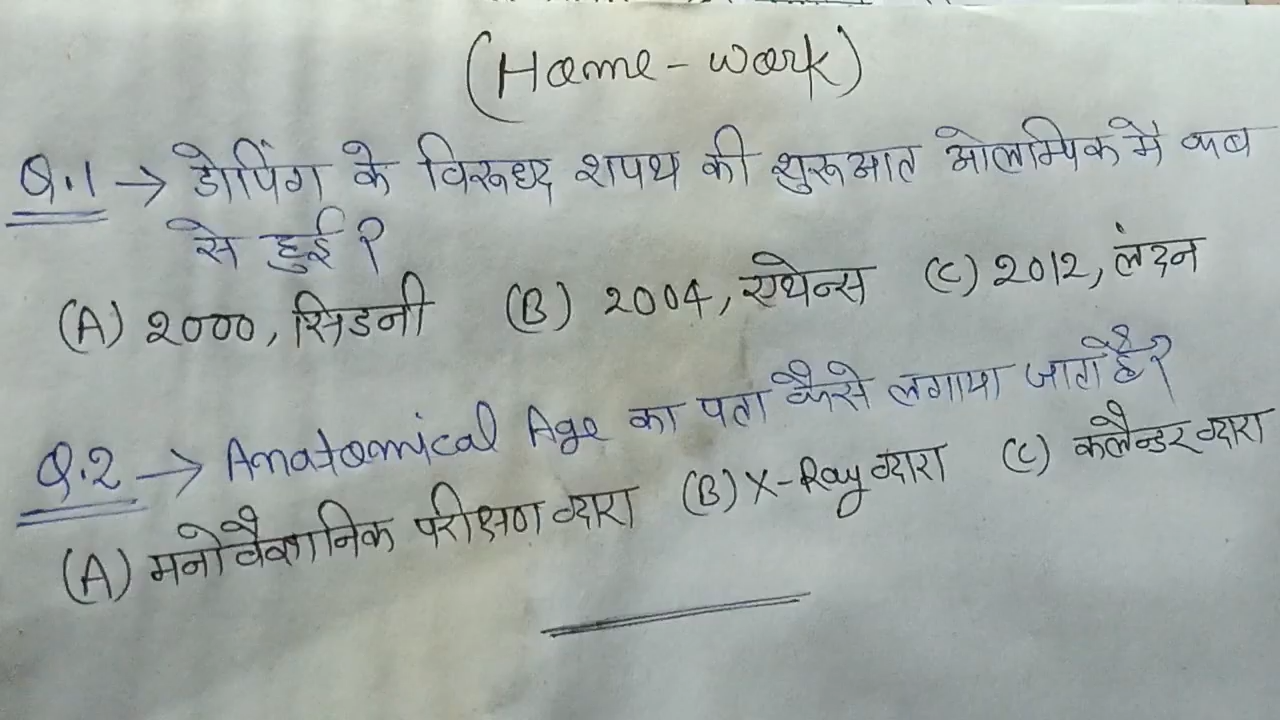 (Home-work)
Q.1 → डोपिंग के विरूध्द शपथ की शुरूआत ओलम्पिक में कब
से हुई?
(A) 2000, सिडनी (B) 2004, एथेन्स (C) 2012, लंदन
Q.2 → Anatomical Age का पता कैसे लगाया जाता है?
(A) मनोवैज्ञानिक परीक्षण व्दारा (B) X-Ray व्दारा (C) कलैन्डर व्दारा